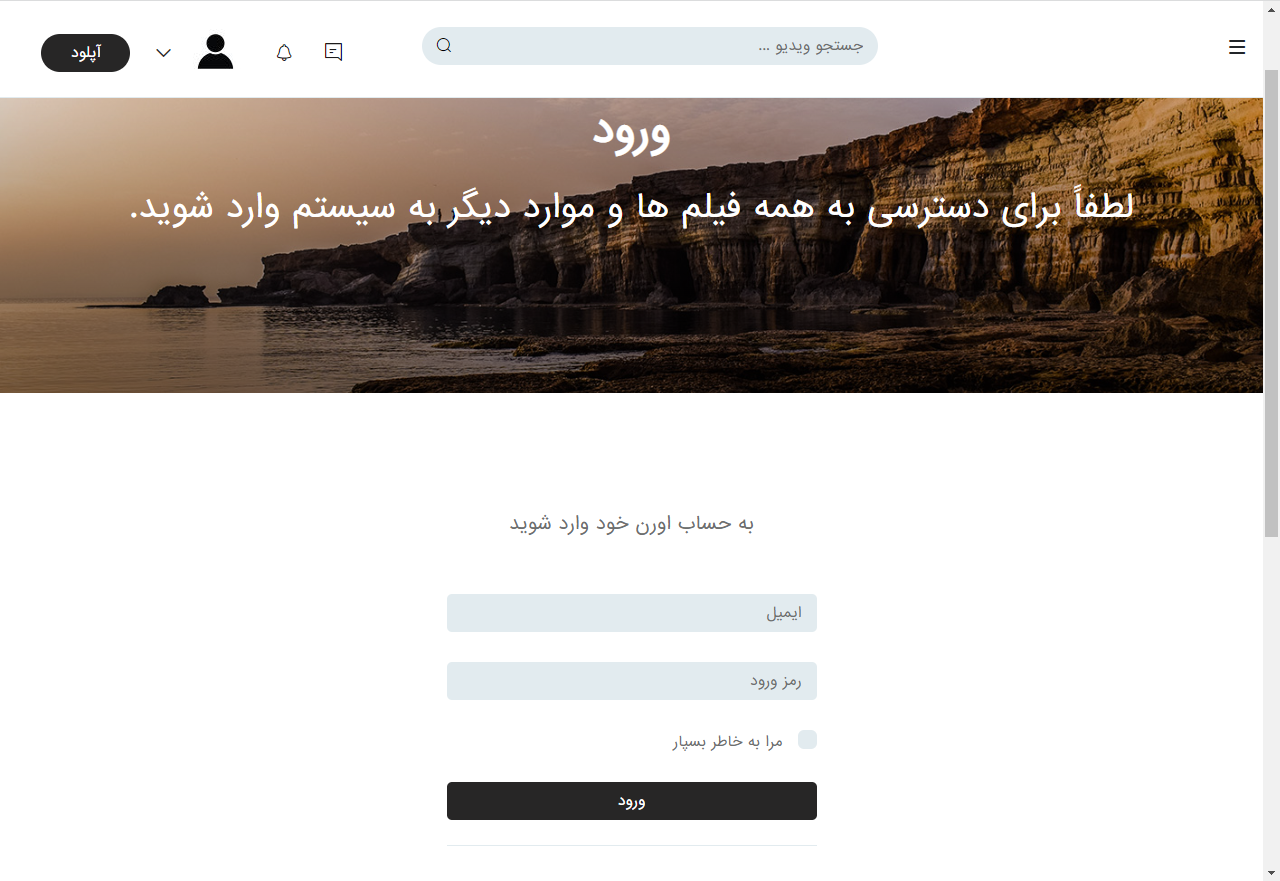 جستجو ویدیو ...
آپلود
ورود
لطفاً برای دسترسی به همه فیلم ها و موارد دیگر به سیستم وارد شوید.
به حساب اورن خود وارد شوید
ایمیل
رمز ورود
مرا به خاطر بسپار
ورود